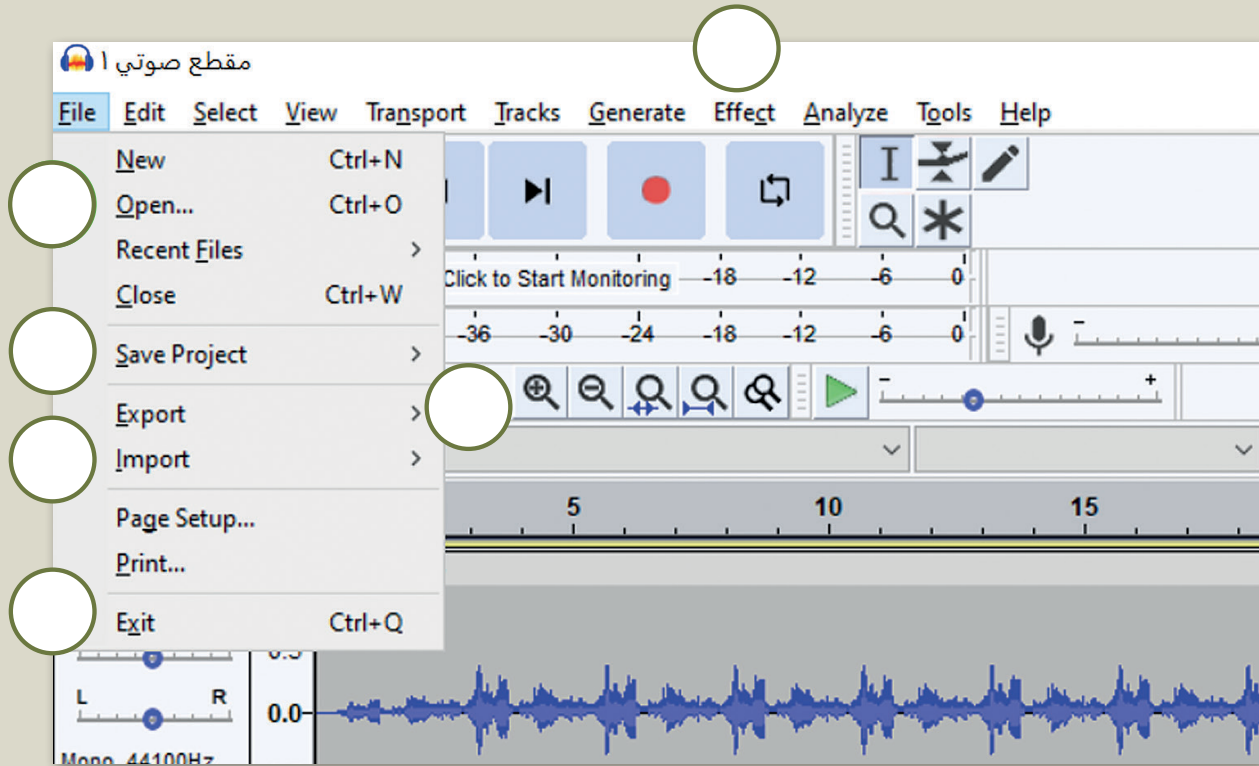 مقطع صوتي ١
File Edit Select View Transport Tracks Generate Effect Analyze Tools Help
New Ctrl+N
Open... Ctrl+O
Recent Files
Close Ctrl+W
Save Project
Export
Import
Page Setup...
Print...
Exit Ctrl+Q
Click to Start Monitoring -18 -12 -6 0
-36 -30 -24 -18 -12 -6 0
- +
5 10 15
L R
0.0
Mono, 44100Hz